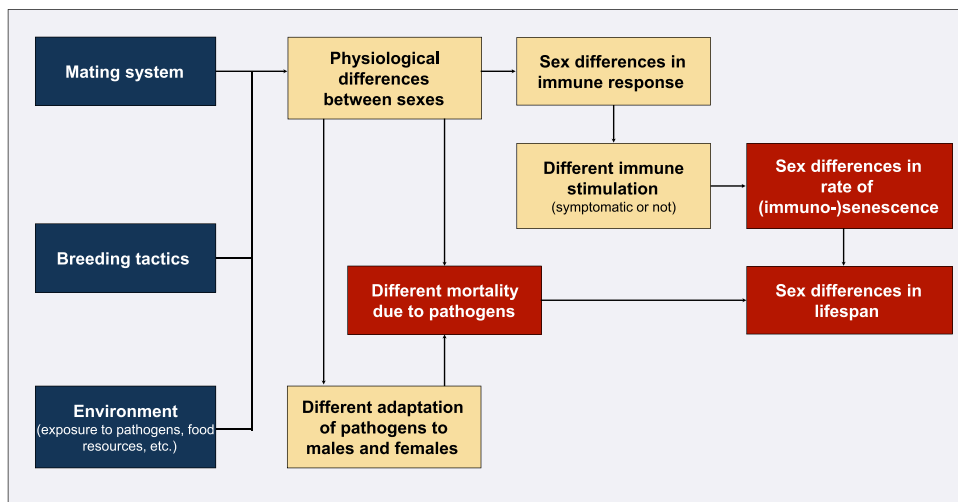 Mating system
Physiological
differences
between sexes
Sex differences in
immune response
Different immune
stimulation
(symptomatic or not)
Sex differences in
rate of
(immuno-)senescence
Breeding tactics
Different mortality
due to pathogens
Sex differences in
lifespan
Environment
(exposure to pathogens, food
resources, etc.)
Different adaptation
of pathogens to
males and females